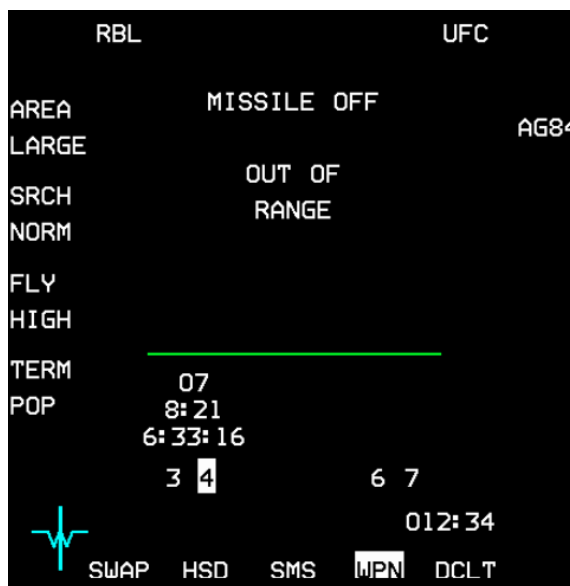 RBL UFC
MISSILE OFF
AREA
LARGE
AG84
OUT OF
RANGE
SRCH
NORM
FLY
HIGH
TERM
POP
07
8:21
6:33:16
3 4 6 7
012:34
SWAP HSD SMS WPN DCLT